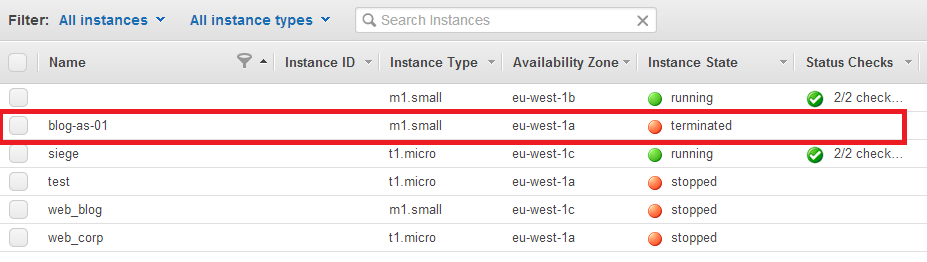 Filter: All instances All instance types Search Instances
Name Instance ID Instance Type Availability Zone Instance State Status Checks
m1.small eu-west-1b running 2/2 check...
blog-as-01 m1.small eu-west-1a terminated
siege t1.micro eu-west-1c running 2/2 check...
test t1.micro eu-west-1a stopped
web_blog m1.small eu-west-1c stopped
web_corp t1.micro eu-west-1a stopped